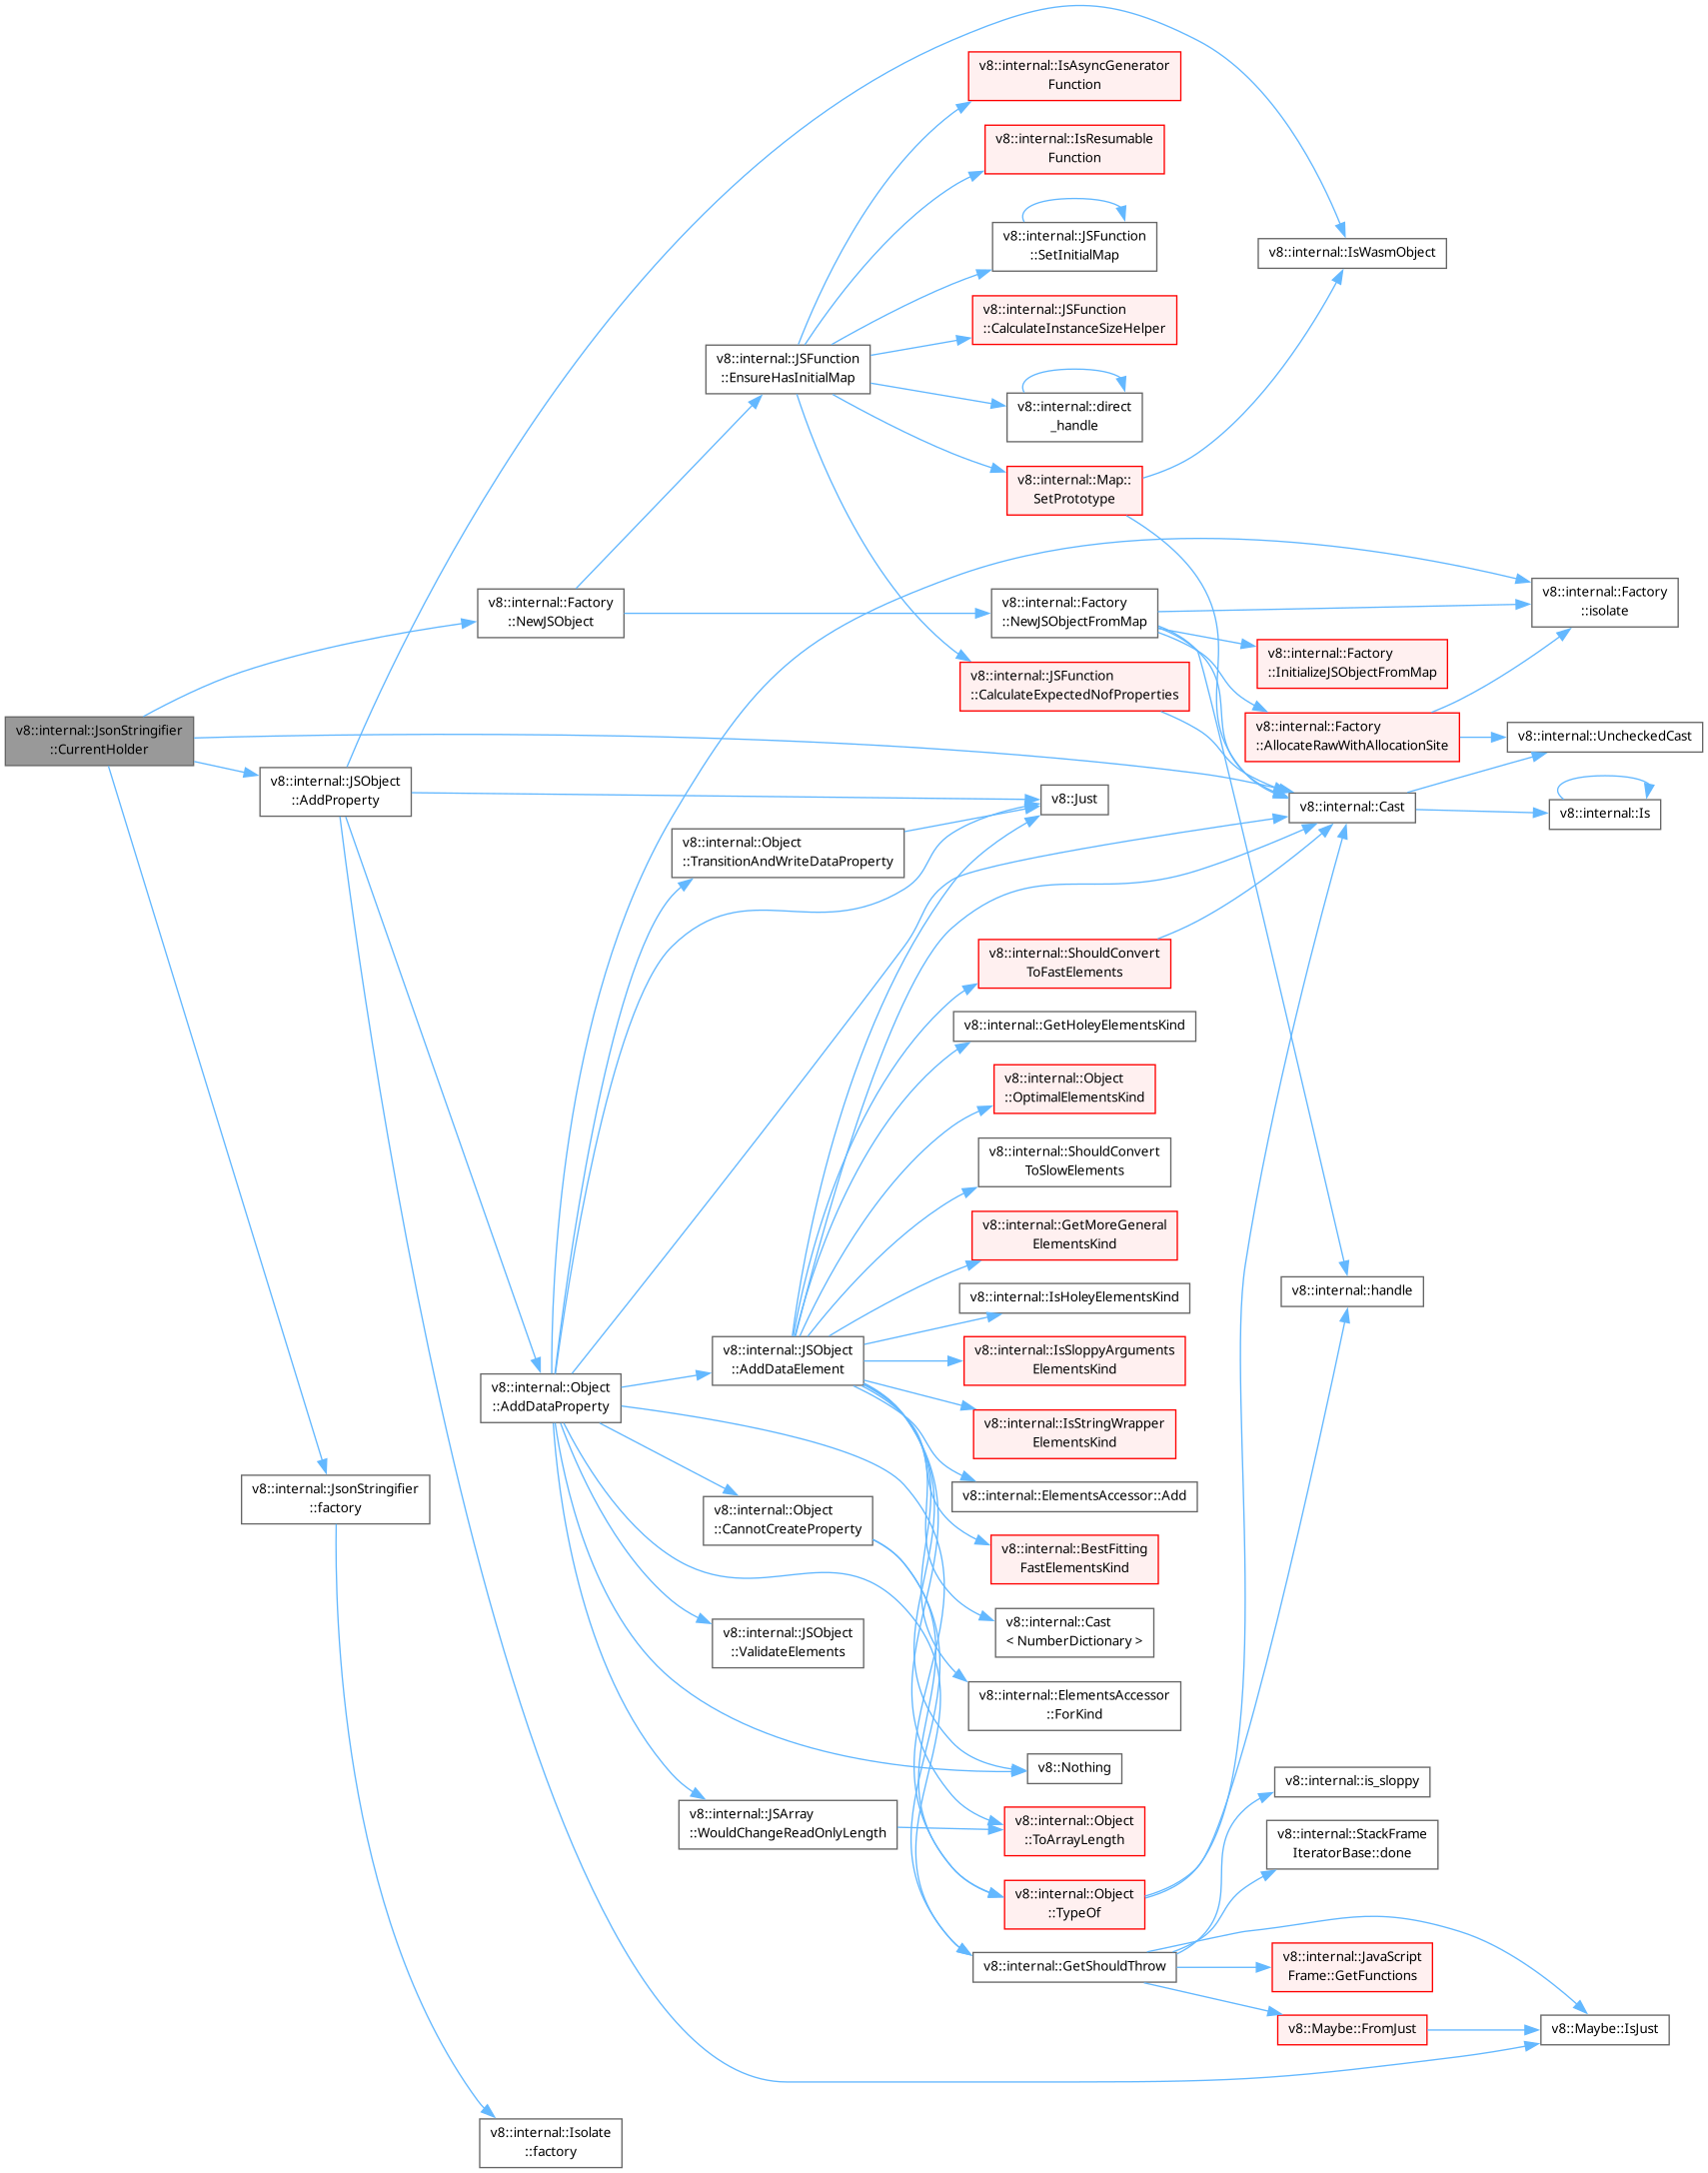 v8::internal::JsonStringifier
::CurrentHolder
v8::internal::JSObject
::AddProperty
v8::internal::JsonStringifier
::factory
v8::internal::Factory
::NewJSObject
v8::internal::Object
::AddDataProperty
v8::internal::Isolate
::factory
v8::internal::JSFunction
::EnsureHasInitialMap
v8::internal::Object
::TransitionAndWriteDataProperty
v8::internal::JSObject
::AddDataElement
v8::internal::Object
::CannotCreateProperty
v8::internal::JSObject
::ValidateElements
v8::internal::JSArray
::WouldChangeReadOnlyLength
v8::internal::IsAsyncGenerator
Function
v8::internal::IsResumable
Function
v8::internal::JSFunction
::SetInitialMap
v8::internal::JSFunction
::CalculateInstanceSizeHelper
v8::internal::direct
_handle
v8::internal::Map::
SetPrototype
v8::internal::Factory
::NewJSObjectFromMap
v8::internal::JSFunction
::CalculateExpectedNofProperties
v8::Just
v8::internal::ShouldConvert
ToFastElements
v8::internal::GetHoleyElementsKind
v8::internal::Object
::OptimalElementsKind
v8::internal::ShouldConvert
ToSlowElements
v8::internal::GetMoreGeneral
ElementsKind
v8::internal::IsHoleyElementsKind
v8::internal::IsSloppyArguments
ElementsKind
v8::internal::IsStringWrapper
ElementsKind
v8::internal::ElementsAccessor::Add
v8::internal::BestFitting
FastElementsKind
v8::internal::Cast
< NumberDictionary >
v8::internal::ElementsAccessor
::ForKind
v8::Nothing
v8::internal::Object
::ToArrayLength
v8::internal::Object
::TypeOf
v8::internal::GetShouldThrow
v8::internal::IsWasmObject
v8::internal::Factory
::InitializeJSObjectFromMap
v8::internal::Factory
::AllocateRawWithAllocationSite
v8::internal::Cast
v8::internal::handle
v8::internal::is_sloppy
v8::internal::StackFrame
IteratorBase::done
v8::internal::JavaScript
Frame::GetFunctions
v8::Maybe::FromJust
v8::internal::Factory
::isolate
v8::internal::UncheckedCast
v8::internal::Is
v8::Maybe::IsJust